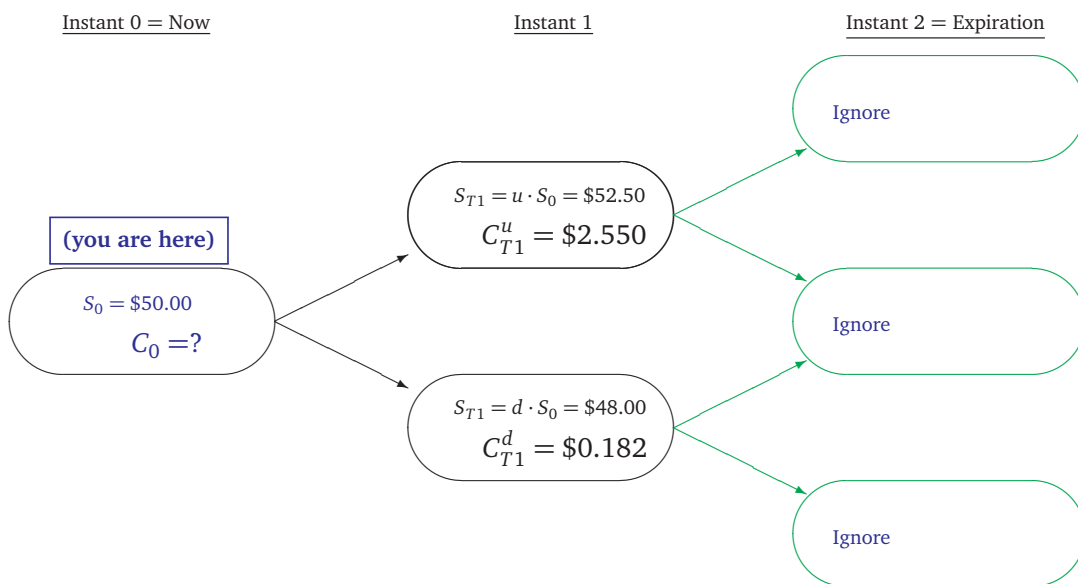 Instant 0 = Now
Instant 1
Instant 2 = Expiration
Ignore
S_{T1} = u · S_0 = $52.50
C^u_{T1} = $2.550
(you are here)
S_0 = $50.00
C_0 =?
Ignore
S_{T1} = d · S_0 = $48.00
C^d_{T1} = $0.182
Ignore